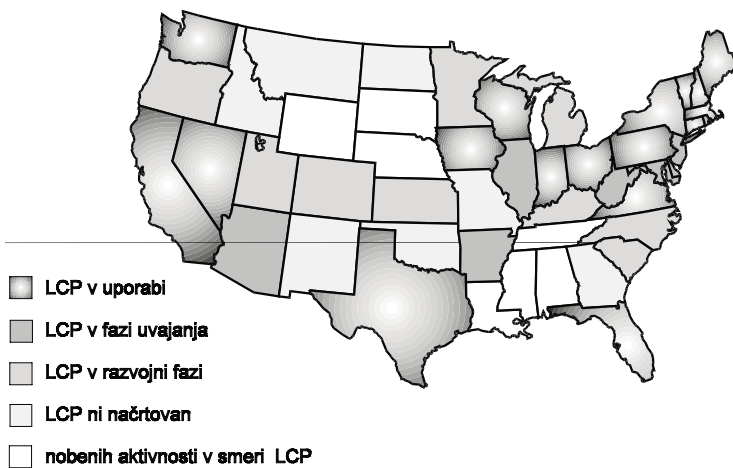 LCP v uporabi
LCP v fazi uvajanja
LCP v razvojni fazi
LCP ni načrtovan
nobenih aktivnosti v smeri LCP